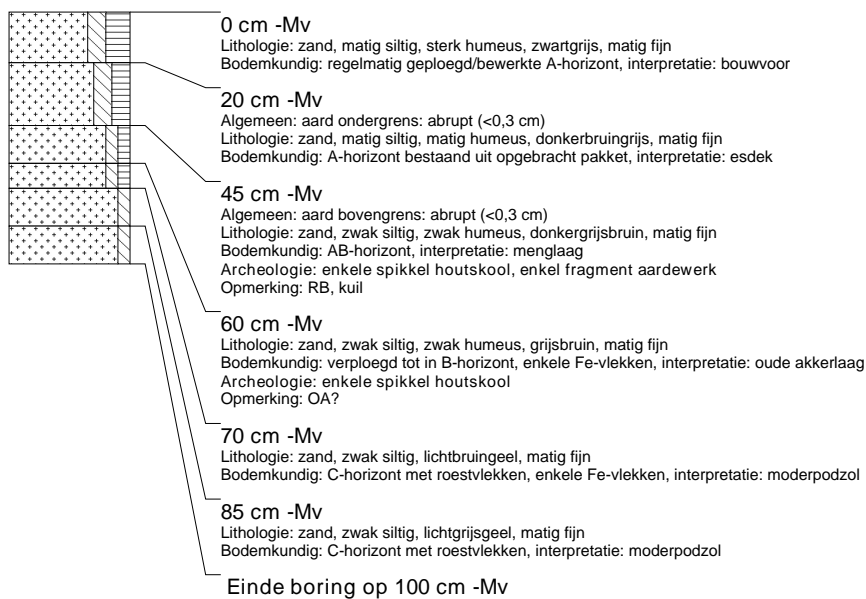 0 cm -Mv
Lithologie: zand, matig siltig, sterk humeus, zwartgrijs, matig fijn
Bodemkundig: regelmatig geploegd/bewerkte A-horizont, interpretatie: bouwvoor
20 cm -Mv
Algemeen: aard ondergrens: abrupt (<0,3 cm)
Lithologie: zand, matig siltig, matig humeus, donkerbruingrijs, matig fijn
Bodemkundig: A-horizont bestaand uit opgebracht pakket, interpretatie: esdek
45 cm -Mv
Algemeen: aard bovengrens: abrupt (<0,3 cm)
Lithologie: zand, zwak siltig, zwak humeus, donkergrijsbruin, matig fijn
Bodemkundig: AB-horizont, interpretatie: menglaag
Archeologie: enkele spikkel houtskool, enkel fragment aardewerk
Opmerking: RB, kuil
60 cm -Mv
Lithologie: zand, zwak siltig, zwak humeus, grijsbruin, matig fijn
Bodemkundig: verploegd tot in B-horizont, enkele Fe-vlekken, interpretatie: oude akkerlaag
Archeologie: enkele spikkel houtskool
Opmerking: OA?
70 cm -Mv
Lithologie: zand, zwak siltig, lichtbruingeel, matig fijn
Bodemkundig: C-horizont met roestvlekken, enkele Fe-vlekken, interpretatie: moderpodzol
85 cm -Mv
Lithologie: zand, zwak siltig, lichtgrijsgeel, matig fijn
Bodemkundig: C-horizont met roestvlekken, interpretatie: moderpodzol
Einde boring op 100 cm -Mv